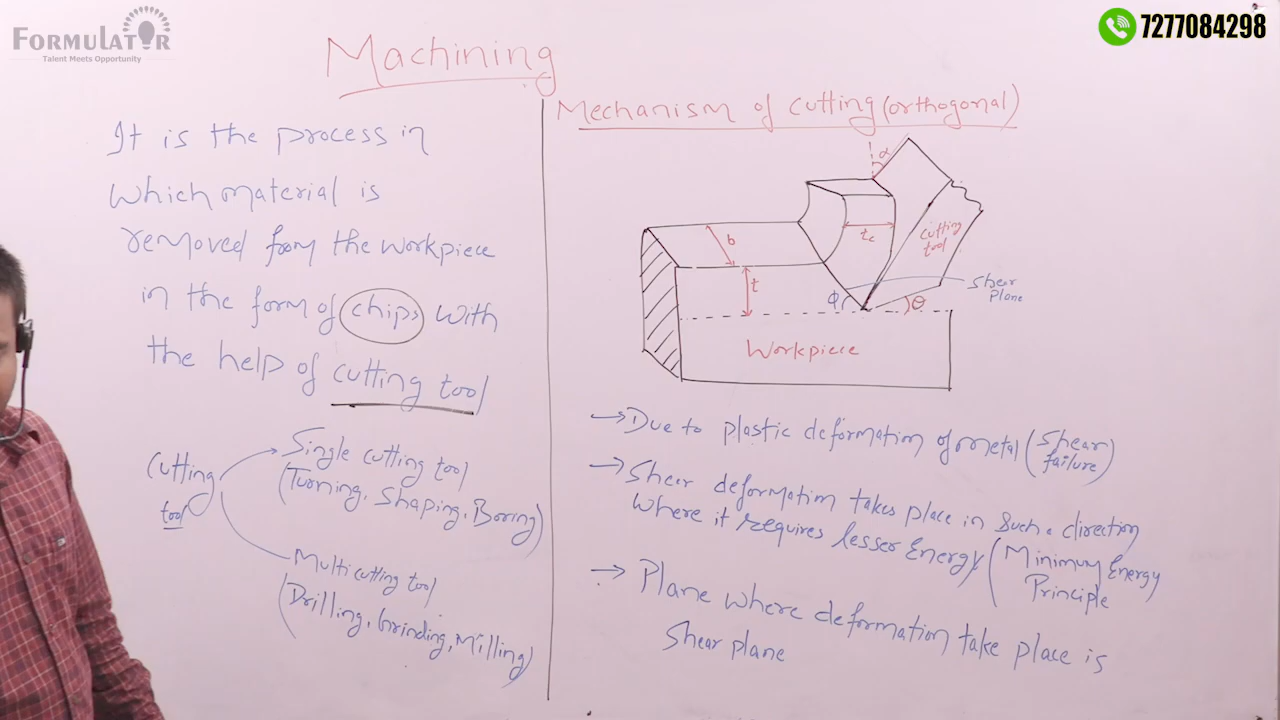 FORMULATOR
Talent Meets Opportunity
7277084298
Machining
It is the process in
which material is
removed from the workpiece
in the form of chips with
the help of cutting tool
Cutting
tool
Single cutting tool
(Turning, Shaping, Boring)
Multi cutting tool
(Drilling, Grinding, Milling)
Mechanism of cutting (orthogonal)
α
b
tc
Cutting
tool
t
Shear
Plane
ϕ
θ
Workpiece
→ Due to plastic deformation of metal (Shear
failure)
→ Shear deformation takes place in such a direction
where it requires lesser Energy (Minimum Energy
Principle
→ Plane where deformation take place is
Shear plane